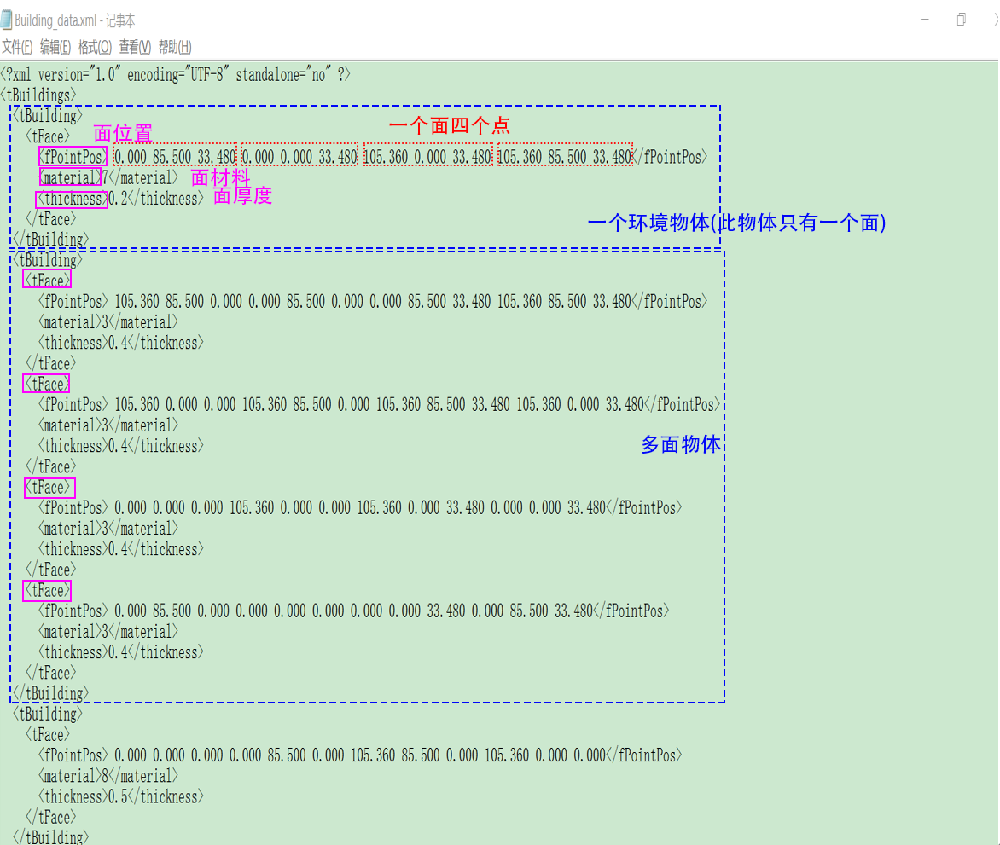 Building_data.xml - 记事本
文件(F) 编辑(E) 格式(O) 查看(V) 帮助(H)
<?xml version="1.0" encoding="UTF-8" standalone="no" ?>
<tBuildings>
<tBuilding>
一个面四个点
<tFace>
面位置
<fPointPos> 0.000 85.500 33.480 0.000 0.000 33.480 105.360 0.000 33.480 105.360 85.500 33.480</fPointPos>
<material>7</material>
面材料
<thickness>0.2</thickness>
面厚度
</tFace>
一个环境物体(此物体只有一个面)
</tBuilding>
<tBuilding>
<tFace>
<fPointPos> 105.360 85.500 0.000 0.000 85.500 0.000 0.000 85.500 33.480 105.360 85.500 33.480</fPointPos>
<material>3</material>
<thickness>0.4</thickness>
</tFace>
<tFace>
<fPointPos> 105.360 0.000 0.000 105.360 85.500 0.000 105.360 85.500 33.480 105.360 0.000 33.480</fPointPos>
<material>3</material>
<thickness>0.4</thickness>
多面物体
</tFace>
<tFace>
<fPointPos> 0.000 0.000 0.000 105.360 0.000 0.000 105.360 0.000 33.480 0.000 0.000 33.480</fPointPos>
<material>3</material>
<thickness>0.4</thickness>
</tFace>
<tFace>
<fPointPos> 0.000 85.500 0.000 0.000 0.000 0.000 0.000 0.000 33.480 0.000 85.500 33.480</fPointPos>
<material>3</material>
<thickness>0.4</thickness>
</tFace>
</tBuilding>
<tBuilding>
<tFace>
<fPointPos> 0.000 0.000 0.000 0.000 85.500 0.000 105.360 85.500 0.000 105.360 0.000 0.000</fPointPos>
<material>8</material>
<thickness>0.5</thickness>
</tFace>
</tBuilding>